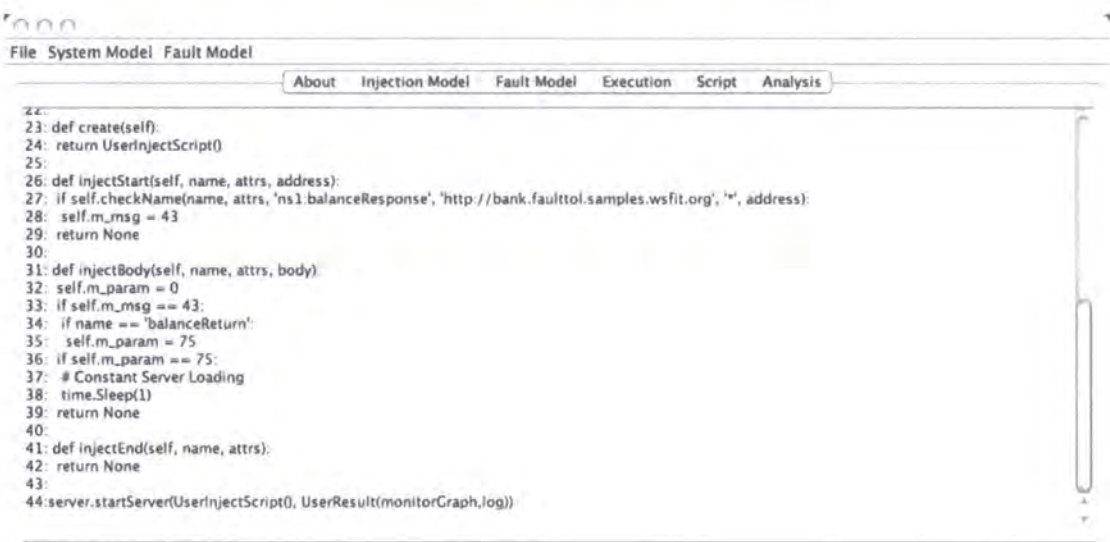 File System Model Fault Model
About Injection Model Fault Model Execution Script Analysis
22:
23: def create(self):
24: return UserInjectScript()
25:
26: def injectStart(self, name, attrs, address):
27: if self.checkName(name, attrs, 'ns1:balanceResponse', 'http://bank.faulttol.samples.wsfit.org', '*', address):
28: self.m_msg = 43
29: return None
30:
31: def injectBody(self, name, attrs, body):
32: self.m_param = 0
33: if self.m_msg == 43:
34: if name == 'balanceReturn':
35: self.m_param = 75
36: if self.m_param == 75:
37: # Constant Server Loading
38: time.Sleep(1)
39: return None
40:
41: def injectEnd(self, name, attrs):
42: return None
43:
44:server.startServer(UserInjectScript(), UserResult(monitorGraph,log))